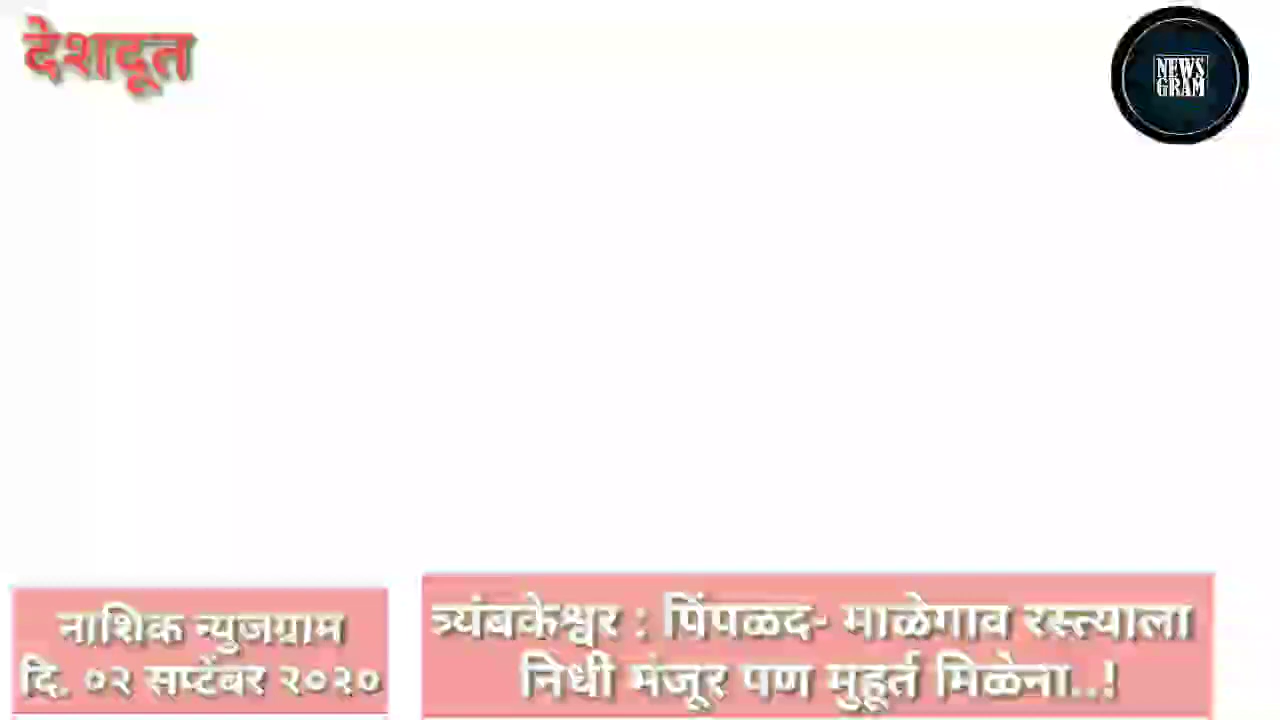 देशदूत
NEWS
GRAM
नाशिक न्युजग्राम
दि. ०२ सप्टेंबर २०२०
त्र्यंबकेश्वर : पिंपळद- माळेगाव रस्त्याला
निधी मंजूर पण मुहूर्त मिळेना..!